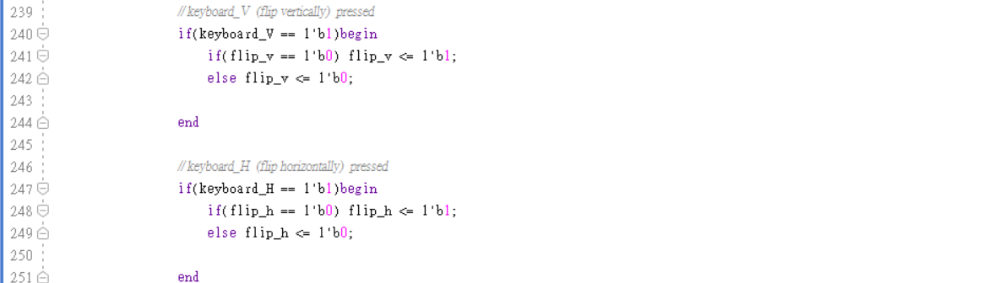 239 //keyboard_V (flip vertically) pressed
240 if(keyboard_V == 1'b1)begin
241 if(flip_v == 1'b0) flip_v <= 1'b1;
242 else flip_v <= 1'b0;
243
244 end
245
246 //keyboard_H (flip horizontally) pressed
247 if(keyboard_H == 1'b1)begin
248 if(flip_h == 1'b0) flip_h <= 1'b1;
249 else flip_h <= 1'b0;
250
251 end